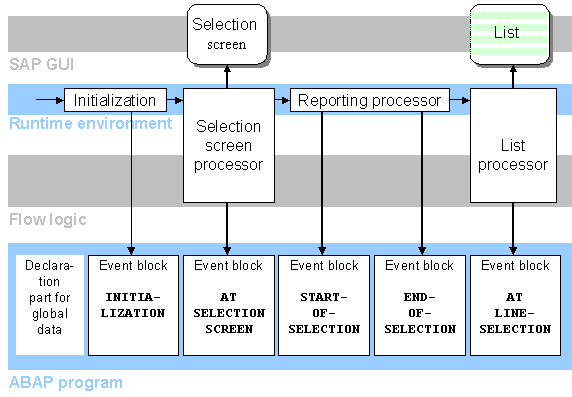 Selection
screen
List
SAP GUI
Initialization
Reporting processor
Runtime environment
Selection
screen
processor
List
processor
Flow logic
Declara-
tion
part for
global
data
Event block
INITIA-
LIZATION
Event block
AT
SELECTION
SCREEN
Event block
START-
OF-
SELECTION
Event block
END-
OF-
SELECTION
Event block
AT
LINE-
SELECTION
ABAP program